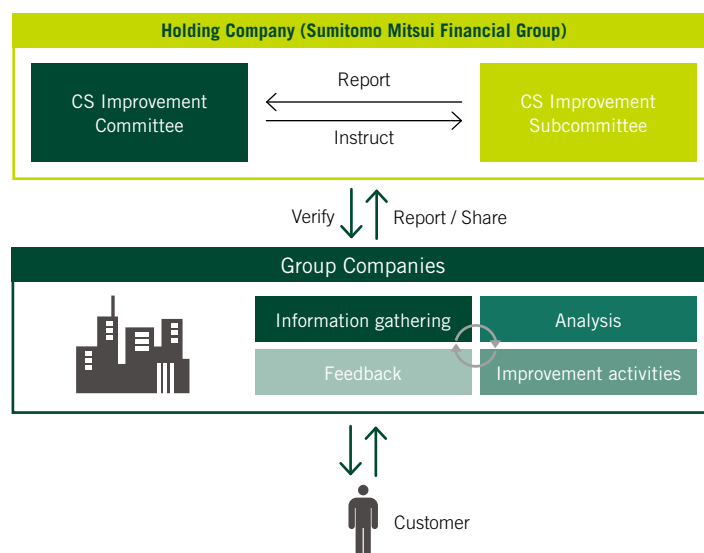 Holding Company (Sumitomo Mitsui Financial Group)
CS Improvement
Committee
Report
Instruct
CS Improvement
Subcommittee
Verify
Report / Share
Group Companies
Information gathering
Analysis
Feedback
Improvement activities
Customer